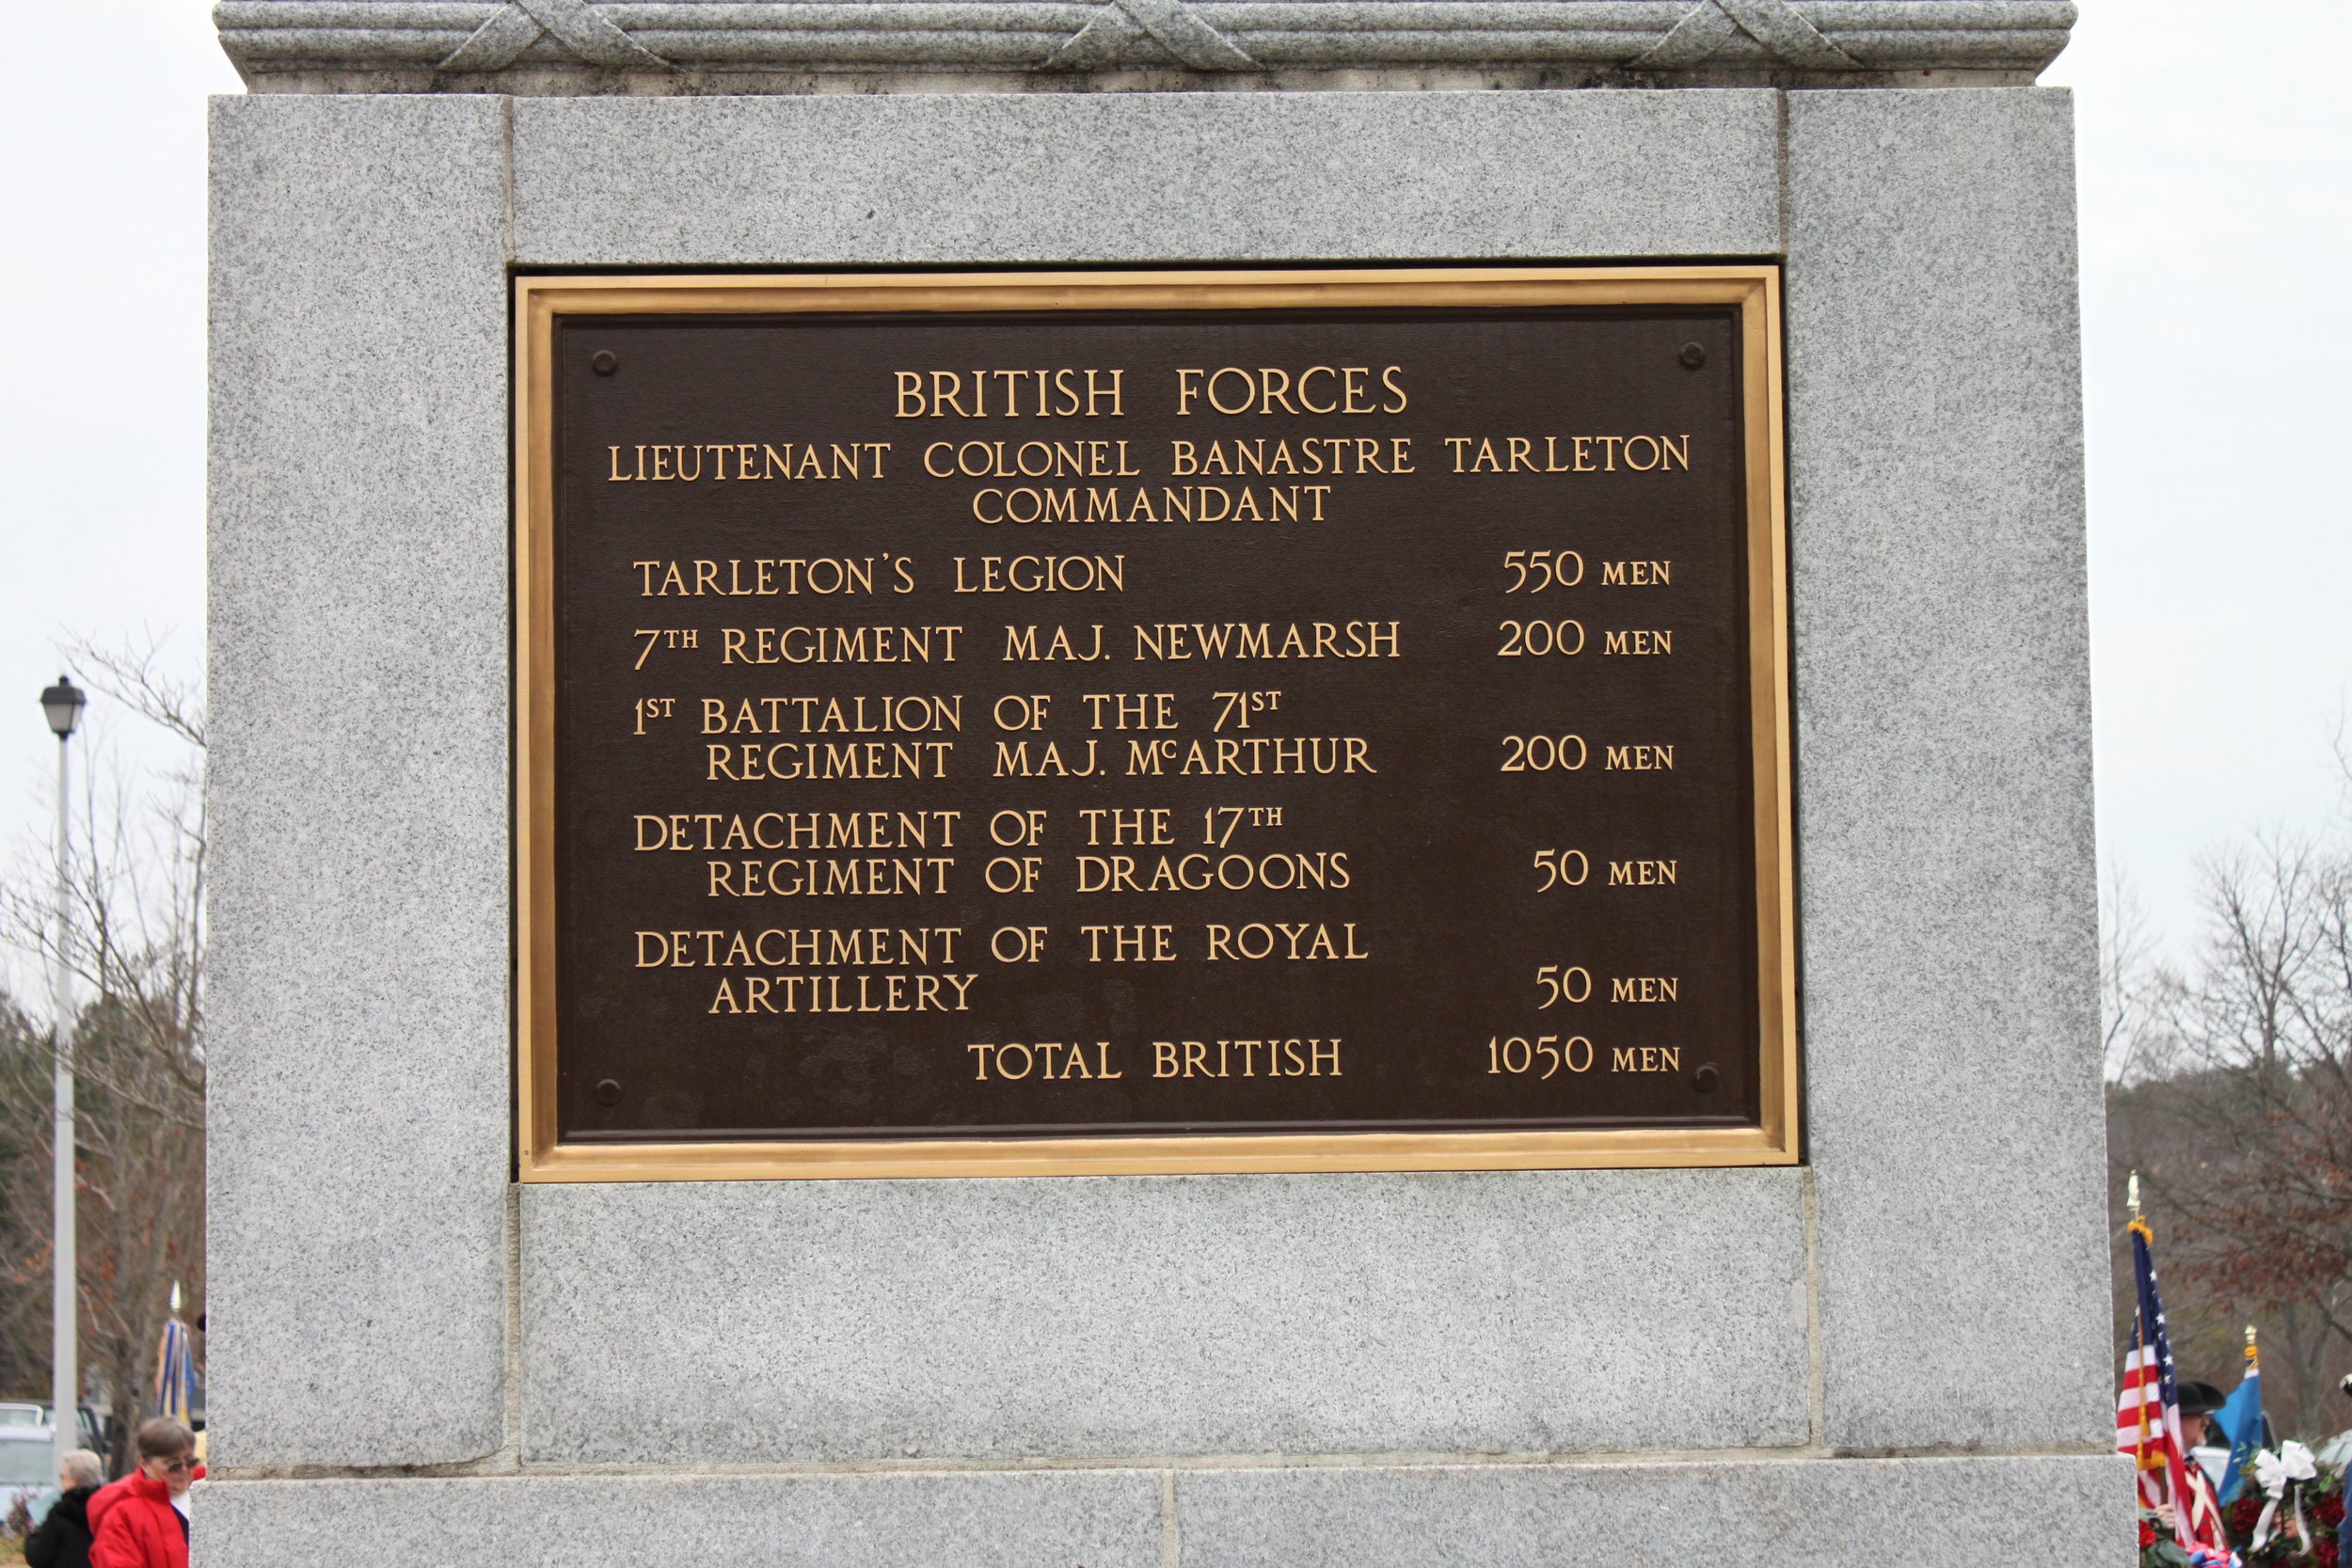 BRITISH FORCES
LIEUTENANT COLONEL BANASTRE TARLETON
COMMANDANT
TARLETON'S LEGION 550 MEN
7TH REGIMENT MAJ. NEWMARSH 200 MEN
1ST BATTALION OF THE 71ST
REGIMENT MAJ. McARTHUR 200 MEN
DETACHMENT OF THE 17TH
REGIMENT OF DRAGOONS 50 MEN
DETACHMENT OF THE ROYAL
ARTILLERY 50 MEN
TOTAL BRITISH 1050 MEN